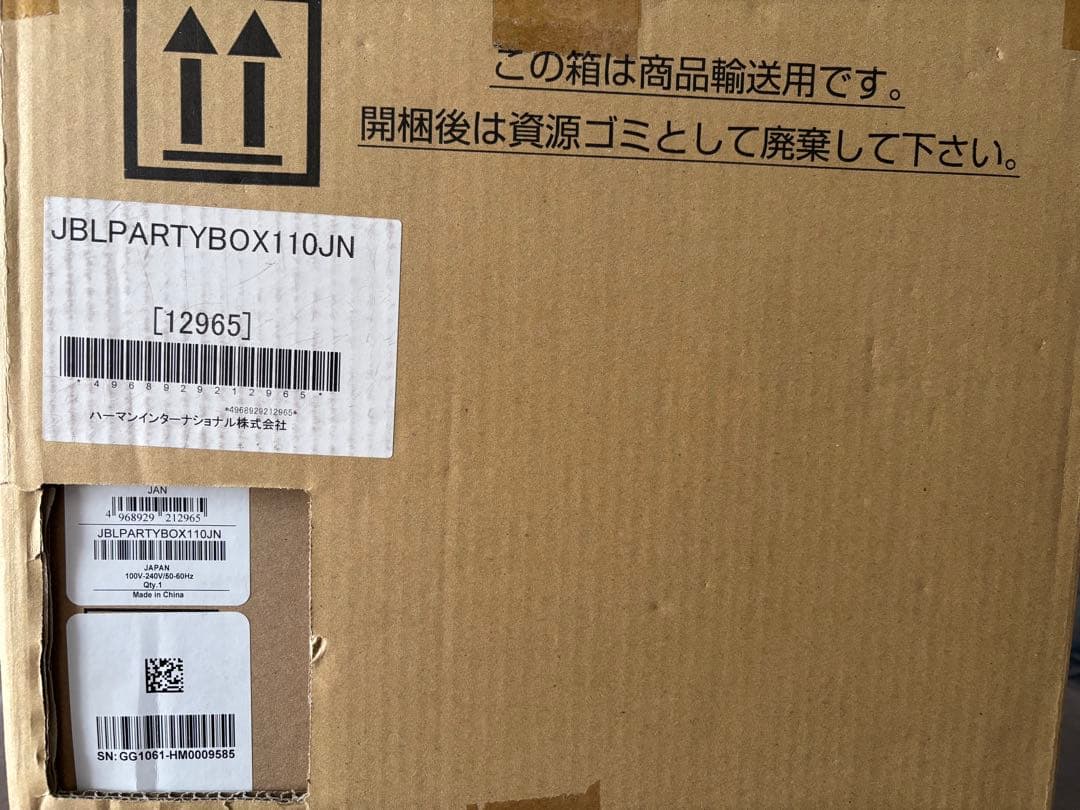 この箱は商品輸送用です。
開梱後は資源ゴミとして廃棄して下さい。
JBLPARTYBOX110JN
[12965]
*4968929212965*
*4968929212965*
ハーマンインターナショナル株式会社
JAN
4 968929 212965
JBLPARTYBOX110JN
JAPAN
100V-240V/50-60Hz
Qty.1
Made in China
SN: GG1061-HM0009585